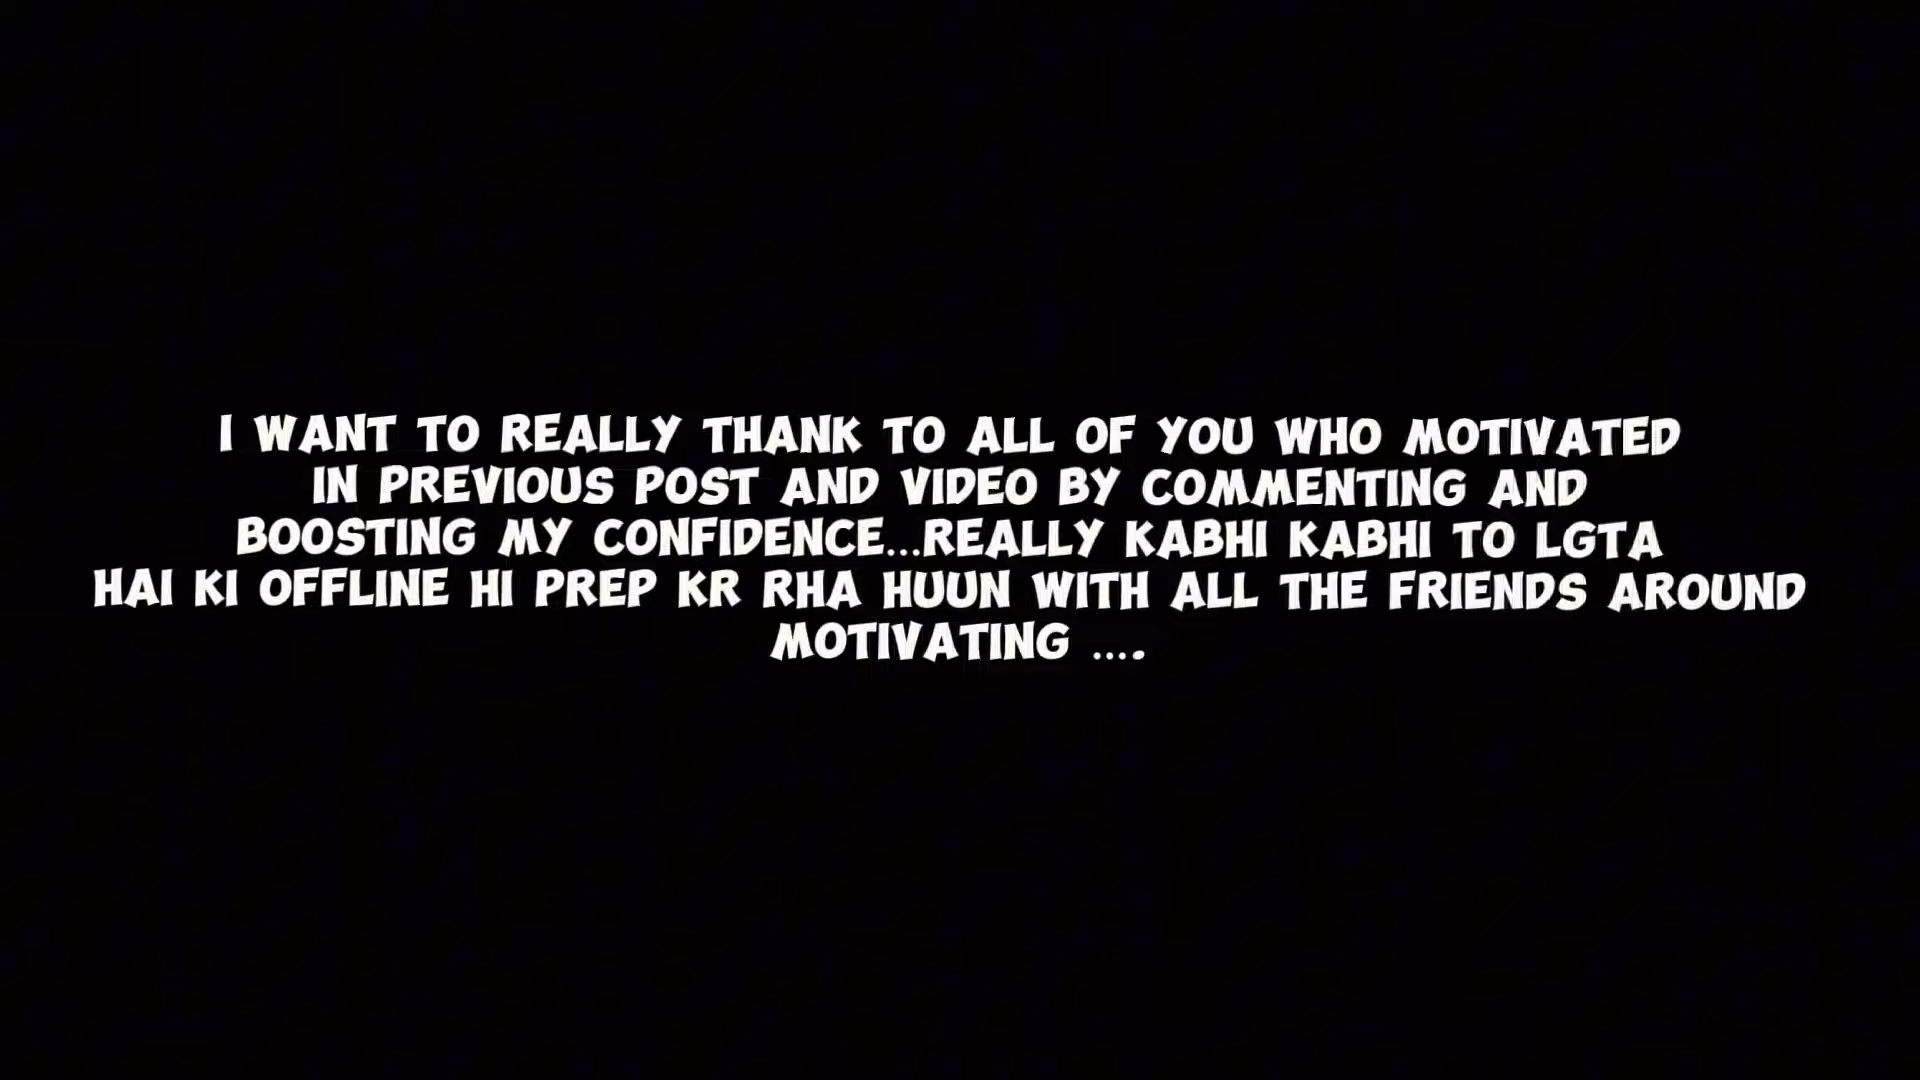 I WANT TO REALLY THANK TO ALL OF YOU WHO MOTIVATED
IN PREVIOUS POST AND VIDEO BY COMMENTING AND
BOOSTING MY CONFIDENCE...REALLY KABHI KABHI TO LGTA
HAI KI OFFLINE HI PREP KR RHA HUUN WITH ALL THE FRIENDS AROUND
MOTIVATING ....